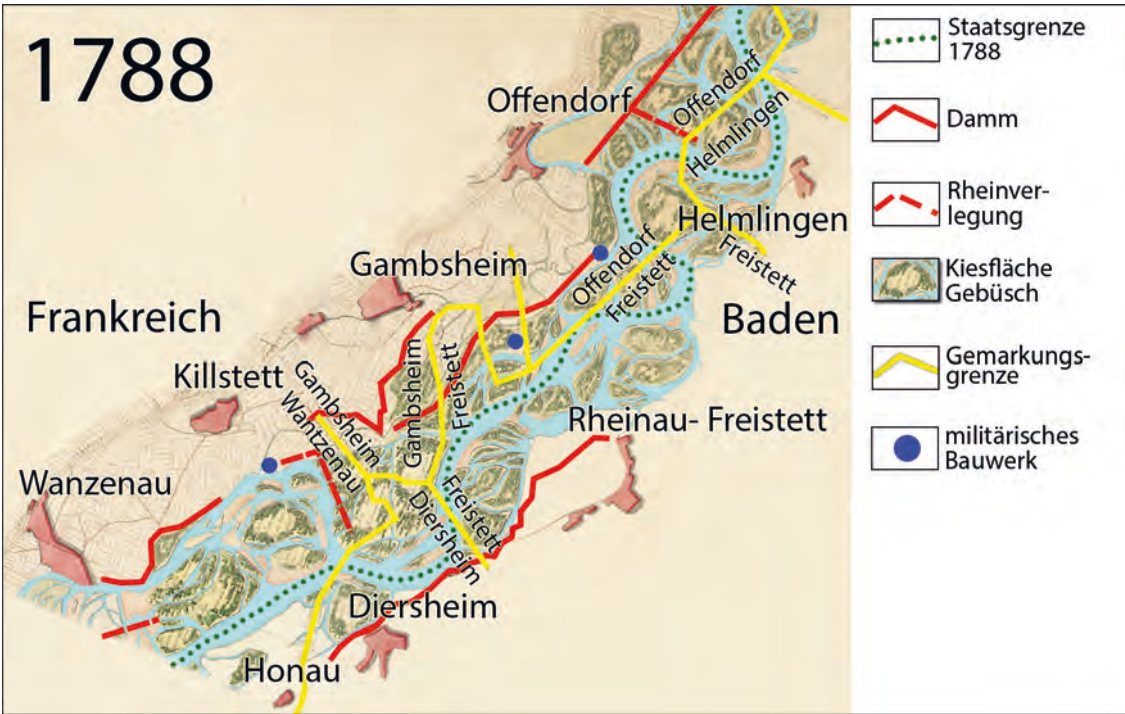 1788
Offendorf
Offendorf
Helmlingen
Helmlingen
Freistett
Gambsheim
Offendorf
Freistett
Frankreich
Baden
Killstett
Gambsheim
Wantzenau
Gambsheim
Freistett
Rheinau- Freistett
Wanzenau
Freistett
Diersheim
Diersheim
Honau
Staatsgrenze
1788
Damm
Rheinver-
legung
Kiesfläche
Gebüsch
Gemarkungs-
grenze
militärisches
Bauwerk